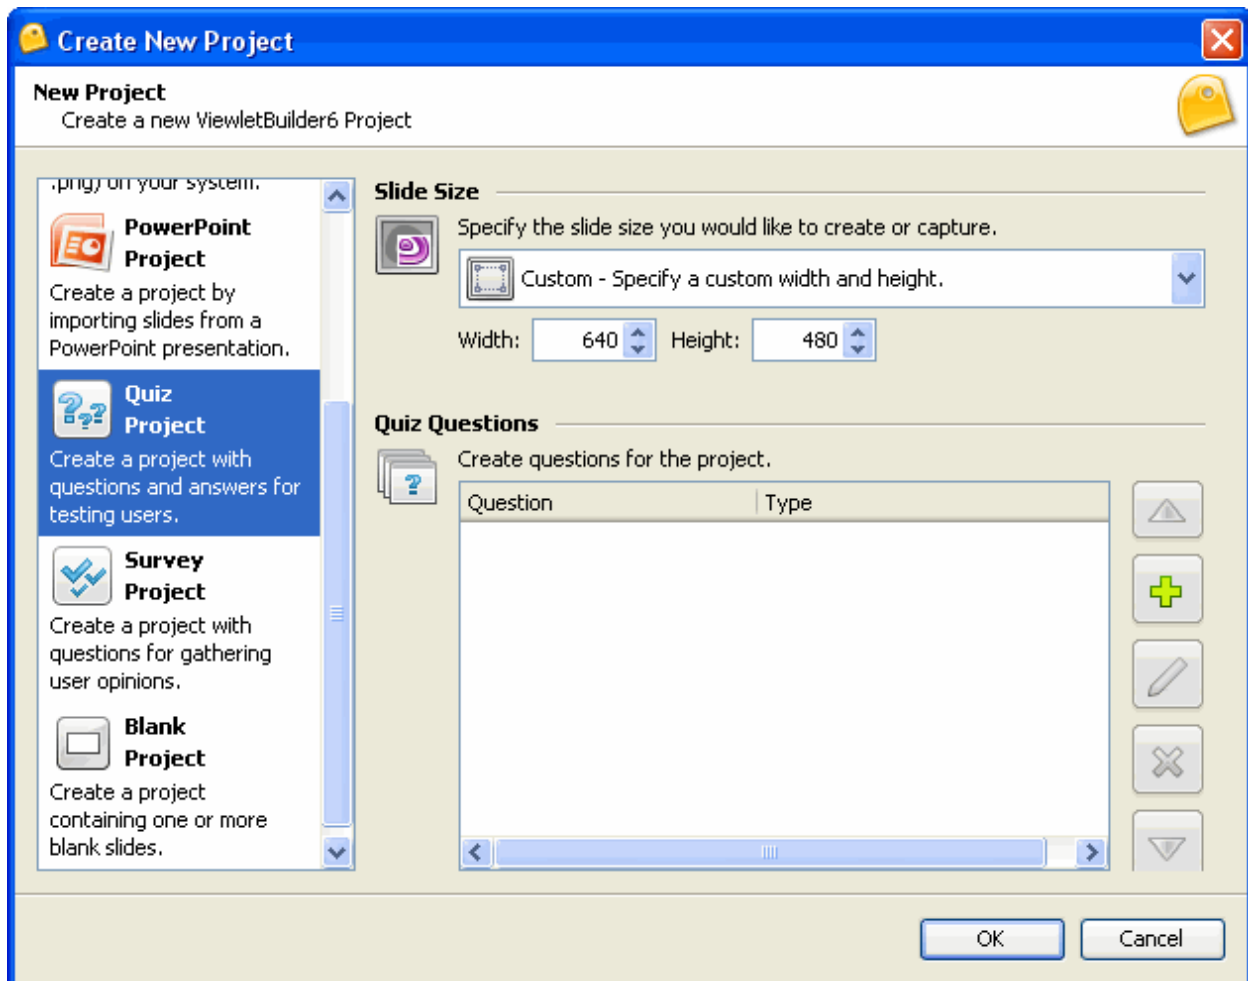 Create New Project
New Project
Create a new ViewletBuilder6 Project
.png) on your system.
PowerPoint
Project
Create a project by
importing slides from a
PowerPoint presentation.
Quiz
Project
Create a project with
questions and answers for
testing users.
Survey
Project
Create a project with
questions for gathering
user opinions.
Blank
Project
Create a project
containing one or more
blank slides.
Slide Size
Specify the slide size you would like to create or capture.
Custom - Specify a custom width and height.
Width: 640 Height: 480
Quiz Questions
Create questions for the project.
Question Type
OK Cancel